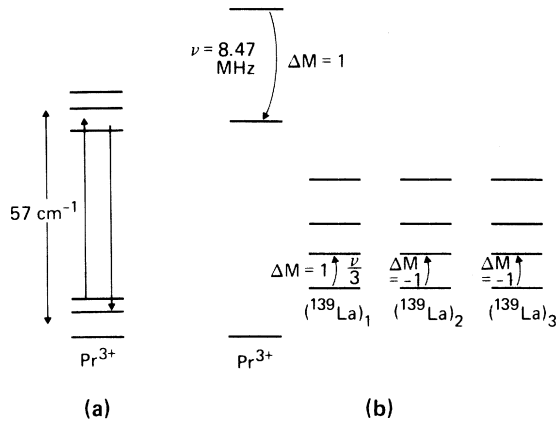 ν = 8.47
MHz
ΔM = 1
57 cm⁻¹
ΔM = 1
ν/3
ΔM
= -1
ΔM
= -1
(¹³⁹La)₁
(¹³⁹La)₂
(¹³⁹La)₃
Pr³⁺
Pr³⁺
(a)
(b)